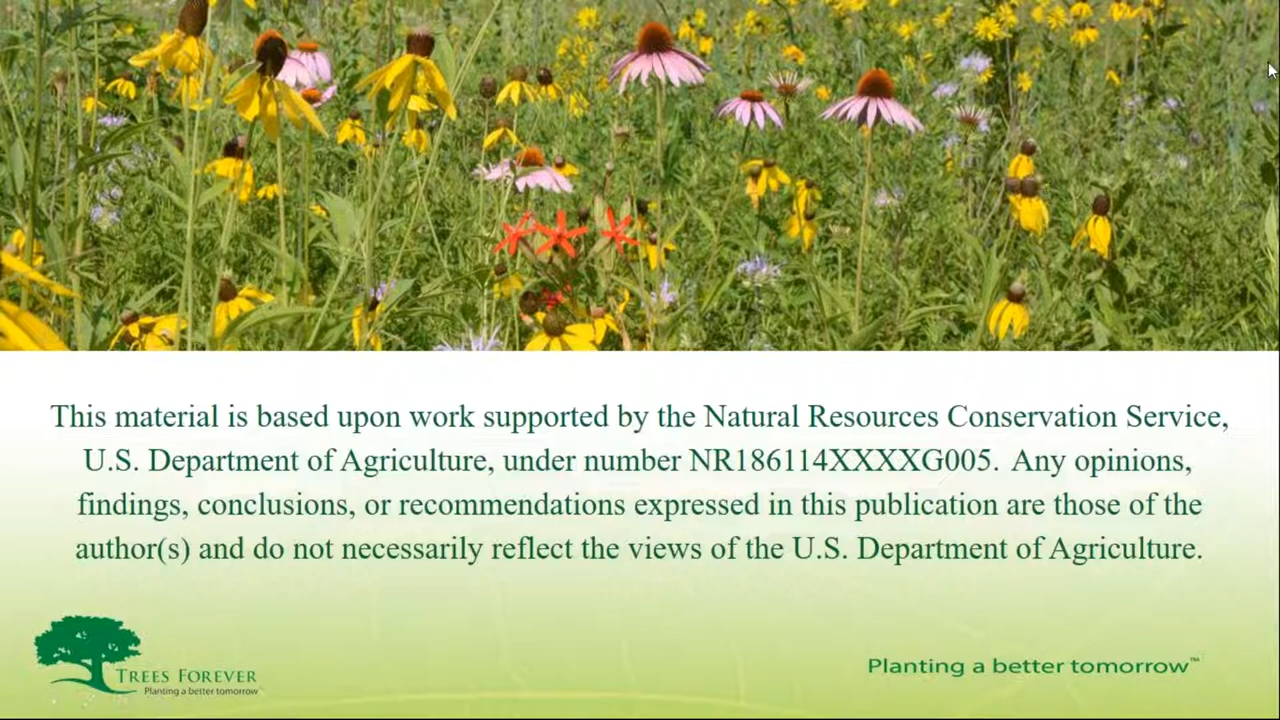 This material is based upon work supported by the Natural Resources Conservation Service,
U.S. Department of Agriculture, under number NR186114XXXXG005. Any opinions,
findings, conclusions, or recommendations expressed in this publication are those of the
author(s) and do not necessarily reflect the views of the U.S. Department of Agriculture.
TREES FOREVER
Planting a better tomorrow
Planting a better tomorrow™